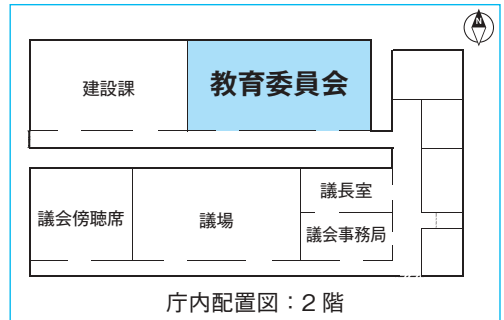 N
建設課
教育委員会
議会傍聴席
議場
議長室
議会事務局
庁内配置図：2 階